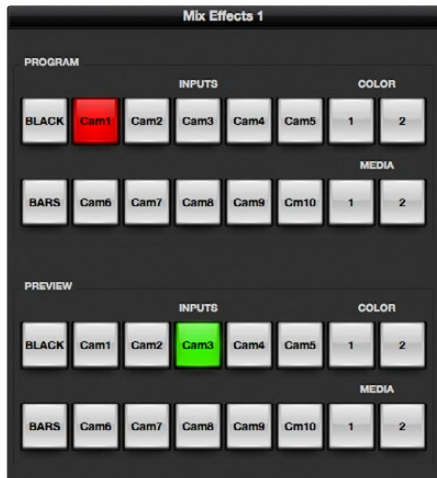 Mix Effects 1
PROGRAM
INPUTS COLOR
BLACK Cam1 Cam2 Cam3 Cam4 Cam5 1 2
MEDIA
BARS Cam6 Cam7 Cam8 Cam9 Cm10 1 2
PREVIEW
INPUTS COLOR
BLACK Cam1 Cam2 Cam3 Cam4 Cam5 1 2
MEDIA
BARS Cam6 Cam7 Cam8 Cam9 Cm10 1 2